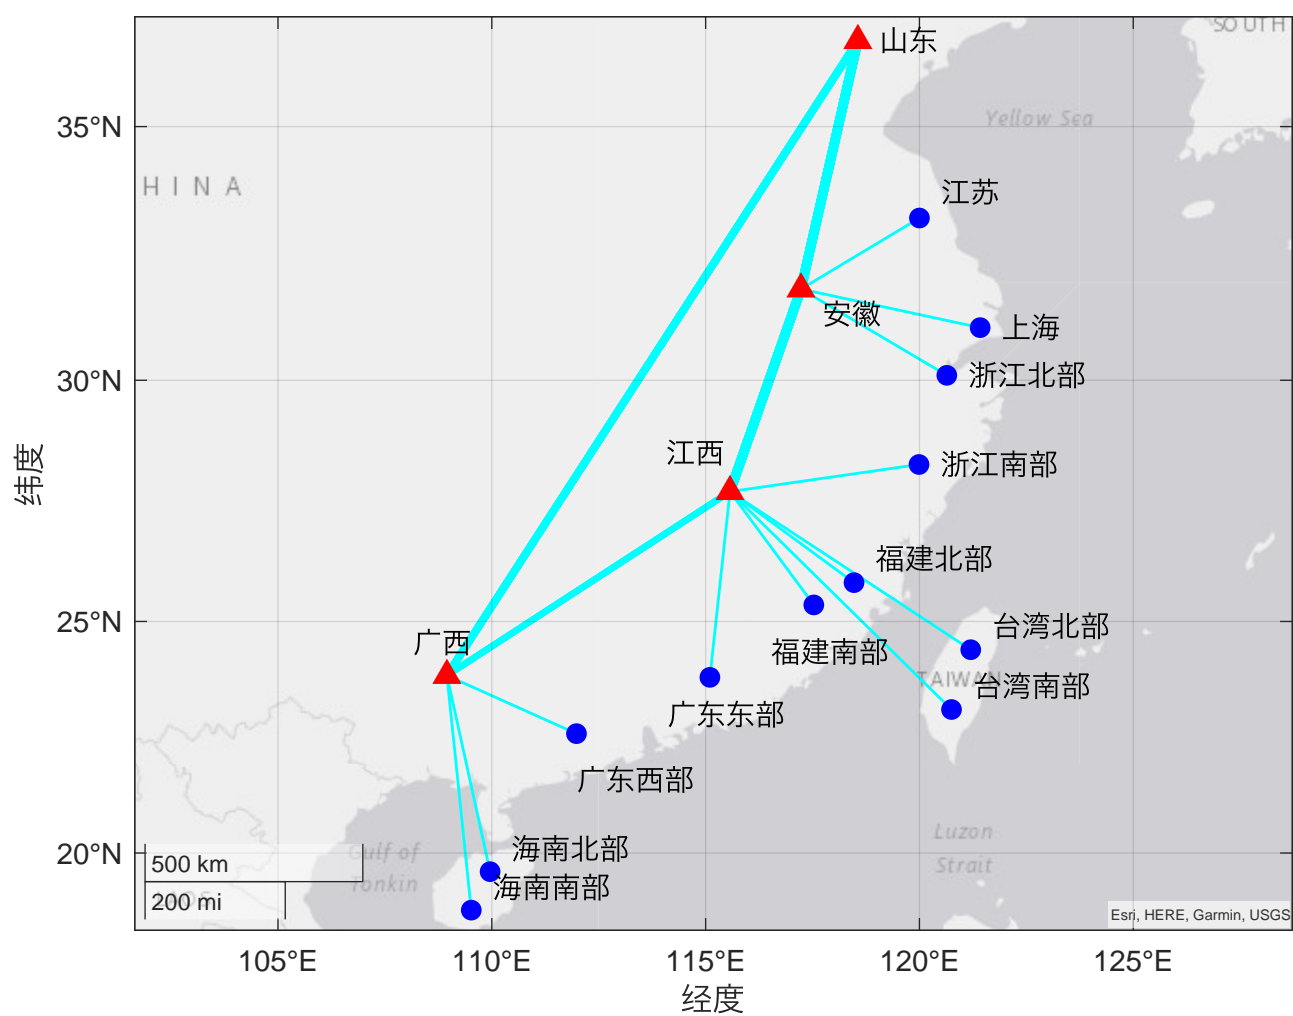 SOUTH
山东
35°N
Yellow Sea
HINA
江苏
安徽
上海
30°N
浙江北部
纬度
江西
浙江南部
福建北部
25°N
广西
台湾北部
福建南部
TAIWAN
台湾南部
广东东部
广东西部
Luzon
Strait
海南北部
20°N
Gulf of
Tonkin
500 km
海南南部
200 mi
LAOS
Esri, HERE, Garmin, USGS
105°E
110°E
115°E
120°E
125°E
经度